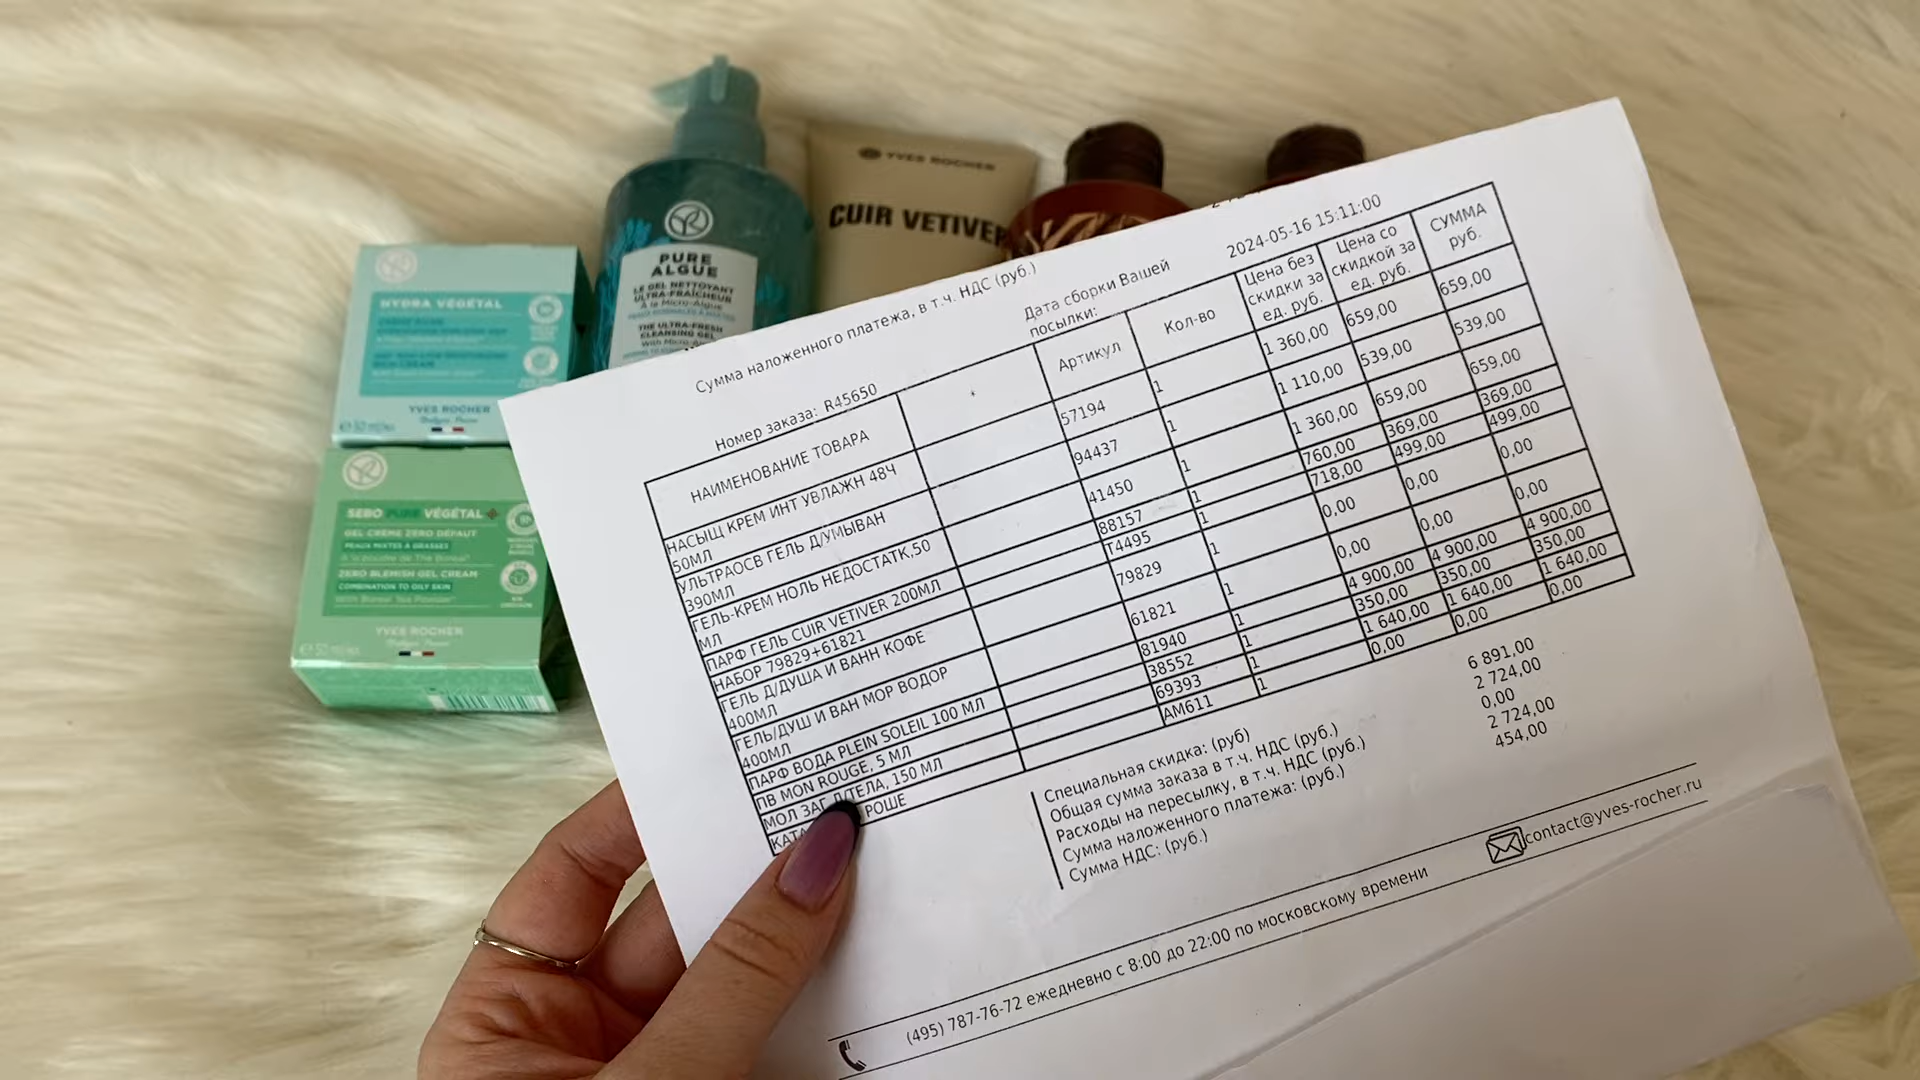 YVES ROCHER
CUIR VETIVER
PURE
ALGUE
LE GEL NETTOYANT
ULTRA-FRAÎCHEUR
À la Micro-Algue
THE ULTRA-FRESH
CLEANSING GEL
HYDRA VÉGÉTAL
YVES ROCHER
SEBO PURE VÉGÉTAL
GEL CRÈME ZÉRO DÉFAUT
PEAUX MIXTES À GRASSES
ZERO BLEMISH GEL CREAM
COMBINATION TO OILY SKIN
YVES ROCHER
Сумма наложенного платежа, в т.ч. НДС (руб.)
Номер заказа: R45650
Дата сборки Вашей
посылки:
2024-05-16 15:11:00
НАИМЕНОВАНИЕ ТОВАРА
Артикул
Кол-во
Цена без
скидки за
ед. руб.
Цена со
скидкой за
ед. руб.
СУММА
руб.
НАСЫЩ КРЕМ ИНТ УВЛАЖН 48Ч
50МЛ
57194 1 1 360,00 659,00 659,00
УЛЬТРАОСВ ГЕЛЬ Д/УМЫВАН
390МЛ
94437 1 1 110,00 539,00 539,00
ГЕЛЬ-КРЕМ НОЛЬ НЕДОСТАТК,50
МЛ
41450 1 1 360,00 659,00 659,00
ПАРФ ГЕЛЬ CUIR VETIVER 200МЛ 88157 1 760,00 369,00 369,00
НАБОР 79829+61821 T4495 1 718,00 499,00 499,00
ГЕЛЬ Д/ДУША И ВАНН КОФЕ
400МЛ
79829 1 0,00 0,00 0,00
ГЕЛЬ/ДУШ И ВАН МОР ВОДОР
400МЛ
61821 1 0,00 0,00 0,00
ПАРФ ВОДА PLEIN SOLEIL 100 МЛ 81940 1 4 900,00 4 900,00 4 900,00
ПВ MON ROUGE, 5 МЛ 38552 1 350,00 350,00 350,00
МОЛ ЗАГ Д/ТЕЛА, 150 МЛ 69393 1 1 640,00 1 640,00 1 640,00
РОШЕ AM611 1 0,00 0,00 0,00
Специальная скидка: (руб) 6 891,00
Общая сумма заказа в т.ч. НДС (руб.) 2 724,00
Расходы на пересылку, в т.ч. НДС (руб.) 0,00
Сумма наложенного платежа: (руб.) 2 724,00
Сумма НДС: (руб.) 454,00
(495) 787-76-72 ежедневно с 8:00 до 22:00 по московскому времени
contact@yves-rocher.ru